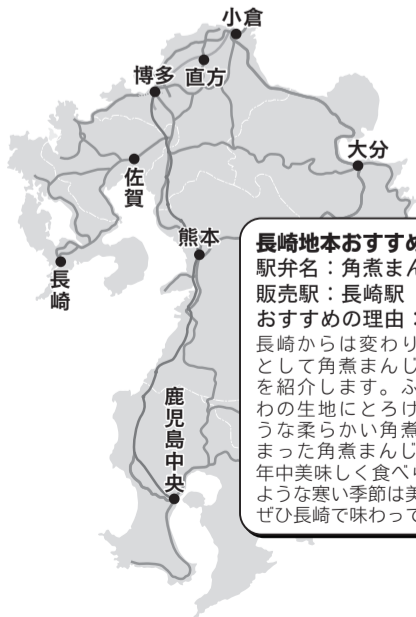 小倉
直方
博多
大分
佐賀
熊本
長崎
鹿児島中央
長崎地本おすすめ
駅弁名：角煮まん
販売駅：長崎駅
おすすめの理由：
長崎からは変わり
として角煮まんじ
を紹介します。ふ
わの生地にとろけ
うな柔らかい角煮
まった角煮まんじ
年中美味しく食べら
ような寒い季節は美
ぜひ長崎で味わって